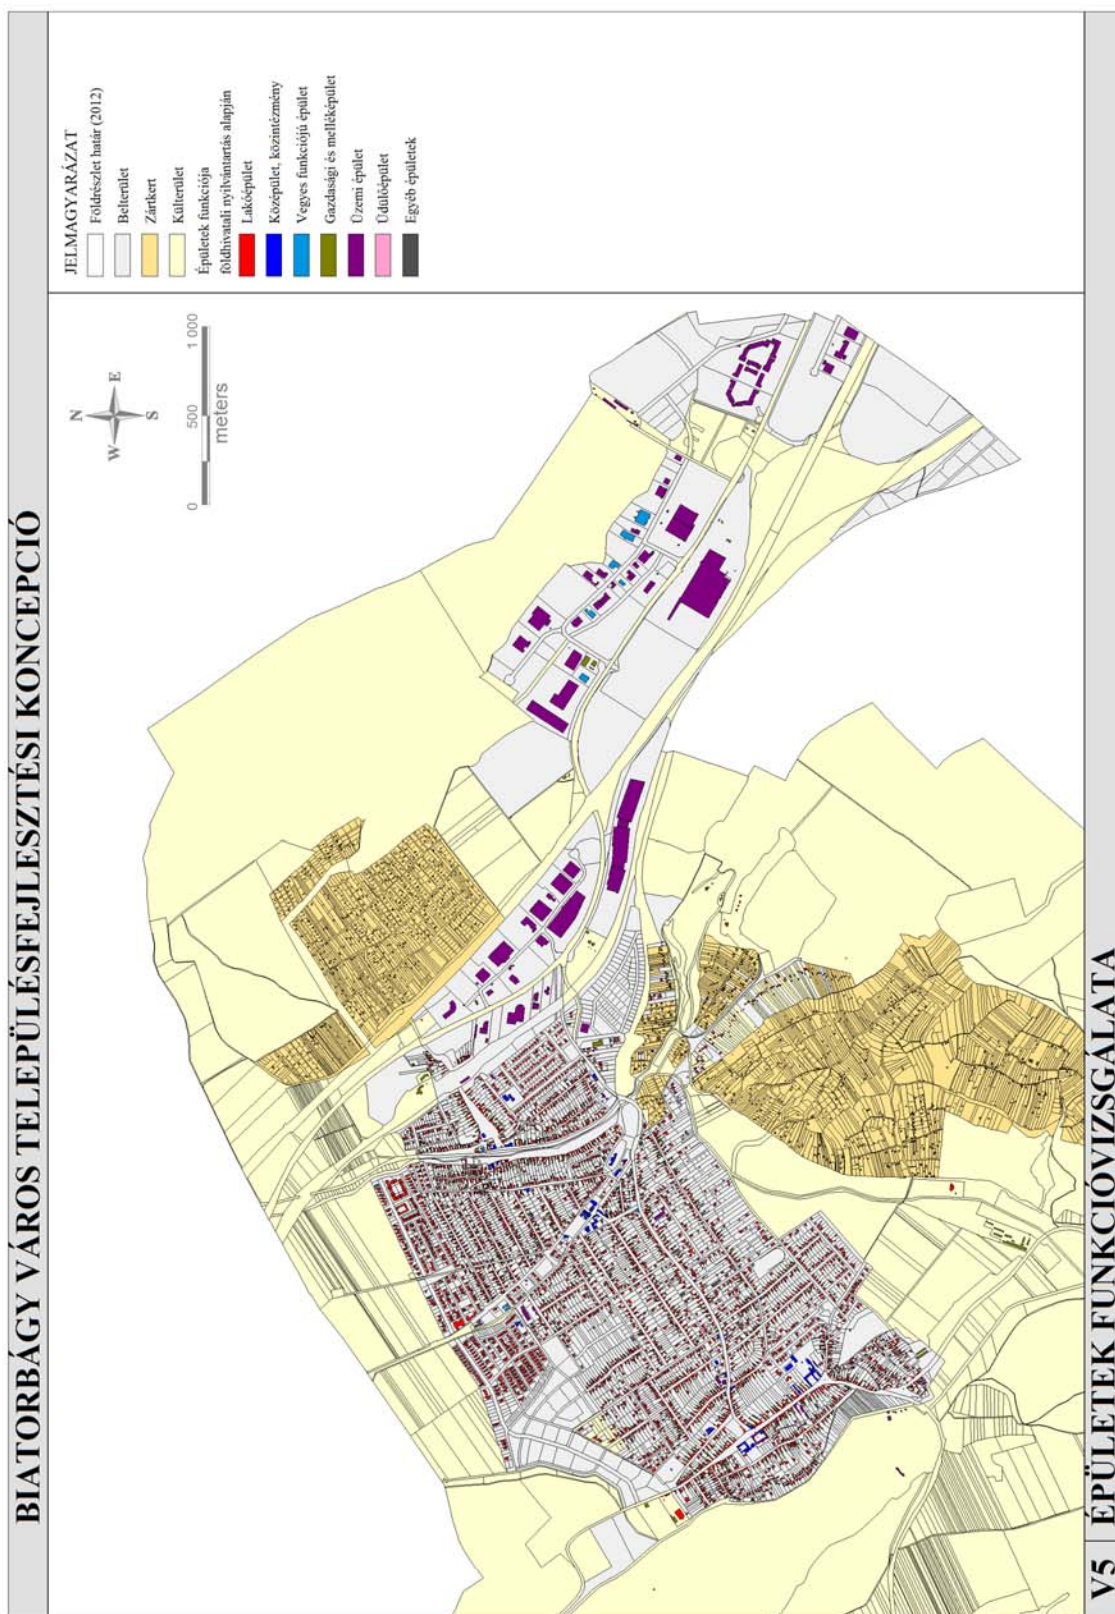 BIATORBÁGY VÁROS TELEPÜLÉSFEJLESZTÉSI KONCEPCIÓ
N
W
E
S
0
500
1 000
meters
JELMAGYARÁZAT
Földrészlet határ (2012)
Belterület
Zártkert
Külterület
Épületek funkciója
földhivatali nyilvántartás alapján
Lakóépület
Középület, közintézmény
Vegyes funkciójú épület
Gazdasági és melléképület
Üzemi épület
Üdülőépület
Egyéb épületek
V5
ÉPÜLETEK FUNKCIÓVIZSGÁLATA